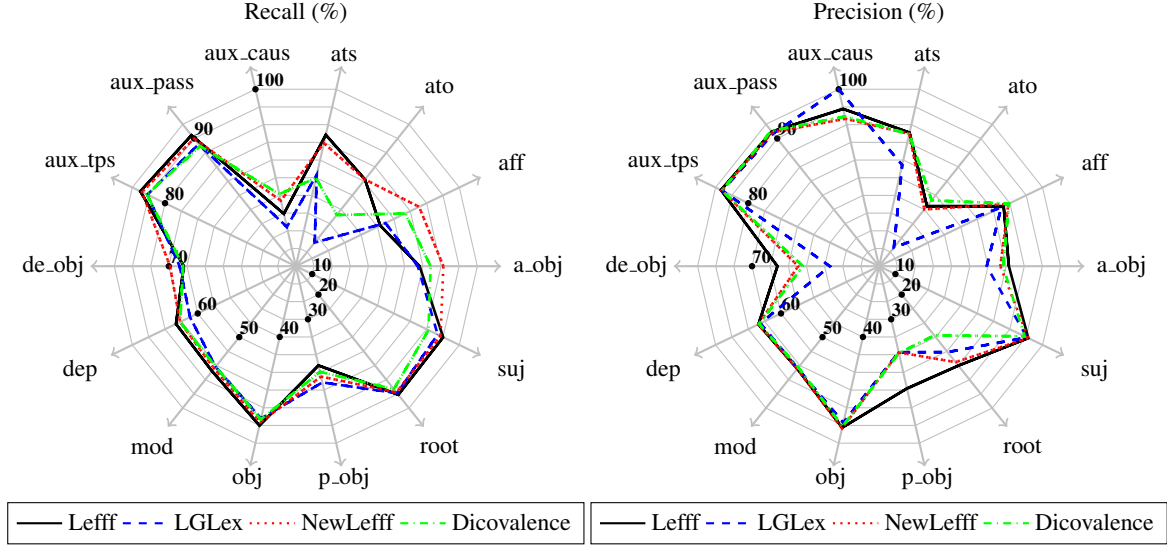 Recall (%)
aux_caus
ats
aux_pass
ato
100
90
aux_tps
aff
80
de_obj
70
10
a_obj
20
60
30
50
40
dep
suj
mod
root
obj
p_obj
Lefff LGLex NewLefff Dicovalence
Precision (%)
aux_caus
ats
aux_pass
ato
100
90
aux_tps
aff
80
de_obj
70
10
a_obj
20
60
30
50
40
dep
suj
mod
root
obj
p_obj
Lefff LGLex NewLefff Dicovalence